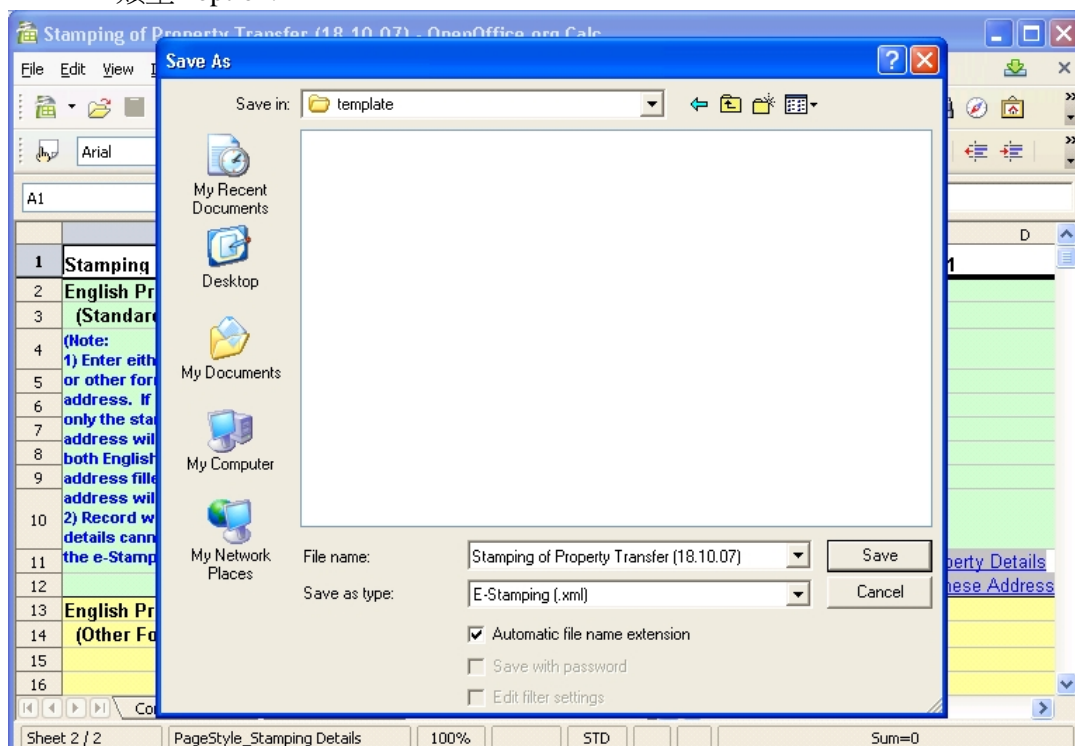 Stamping of Property Transfer (18.10.07) - OpenOffice.org Calc
Save As
File Edit View
Save in: template
Arial
My Recent Documents
A1
D
1 Stamping
1
Desktop
2 English Pr
3 (Standar
4 (Note:
1) Enter eith
My Documents
5 or other for
6 address. If
7 only the sta
address wil
8 both English
My Computer
9 address fille
address wil
10 2) Record w
details cann
11 the e-Stamp
My Network Places
File name: Stamping of Property Transfer (18.10.07) Save
perty Details
12
Save as type: E-Stamping (.xml) Cancel
nese Address
13 English Pr
14 (Other Fo
Automatic file name extension
15
Save with password
16
Edit filter settings
Co
Sheet 2 / 2 PageStyle_Stamping Details 100% STD Sum=0